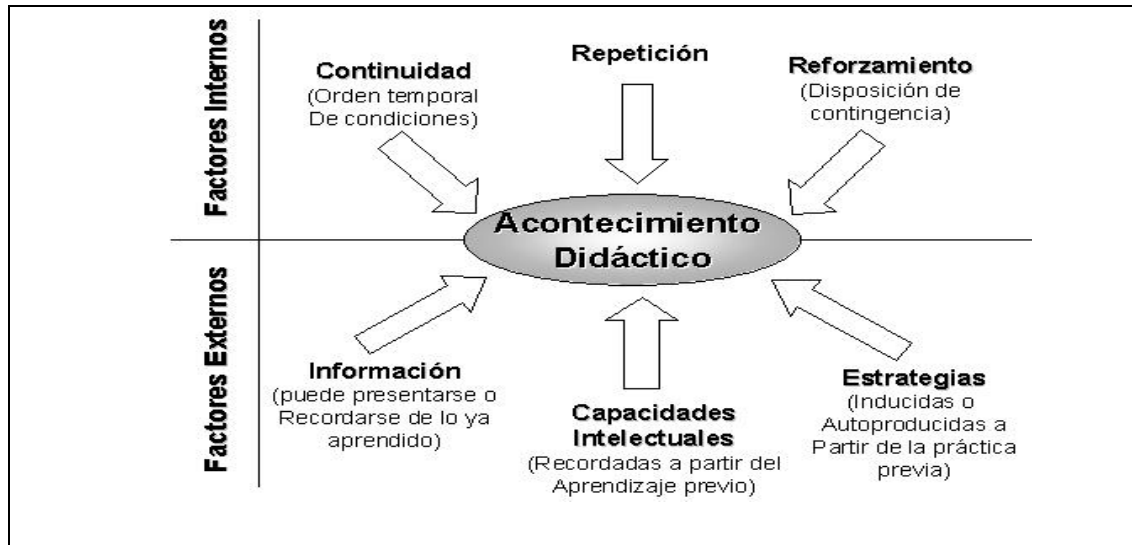 Factores Internos
Continuidad
(Orden temporal
De condiciones)
Repetición
Reforzamiento
(Disposición de
contingencia)
Acontecimiento
Didáctico
Factores Externos
Información
(puede presentarse o
Recordarse de lo ya
aprendido)
Capacidades
Intelectuales
(Recordadas a partir del
Aprendizaje previo)
Estrategias
(Inducidas o
Autoproducidas a
Partir de la práctica
previa)